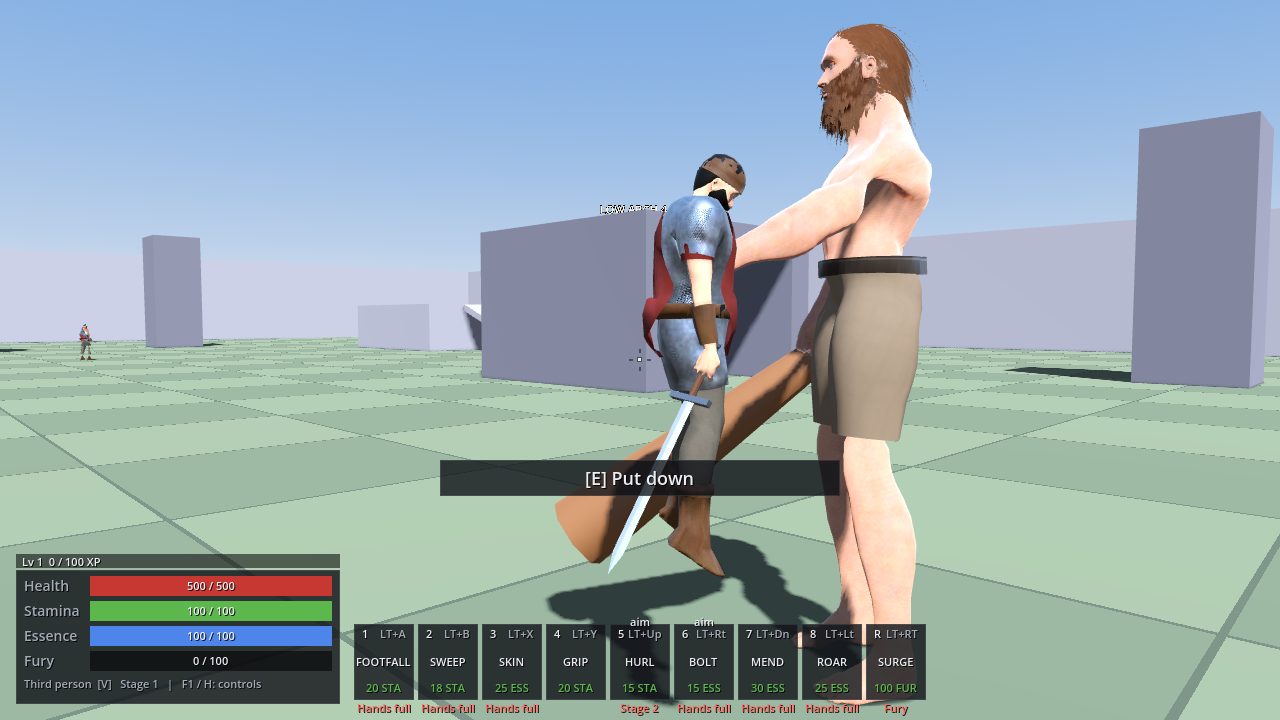 [E] Put down
Lv 1 0 / 100 XP
Health 500 / 500
Stamina 100 / 100
Essence 100 / 100
Fury 0 / 100
Third person [V] Stage 1 | F1 / H: controls
aim aim
1 LT+A 2 LT+B 3 LT+X 4 LT+Y 5 LT+Up 6 LT+Rt 7 LT+Dn 8 LT+Lt R LT+RT
FOOTFALL SWEEP SKIN GRIP HURL BOLT MEND ROAR SURGE
20 STA 18 STA 25 ESS 20 STA 15 STA 15 ESS 30 ESS 25 ESS 100 FUR
Hands full Hands full Hands full Stage 2 Hands full Hands full Hands full Fury